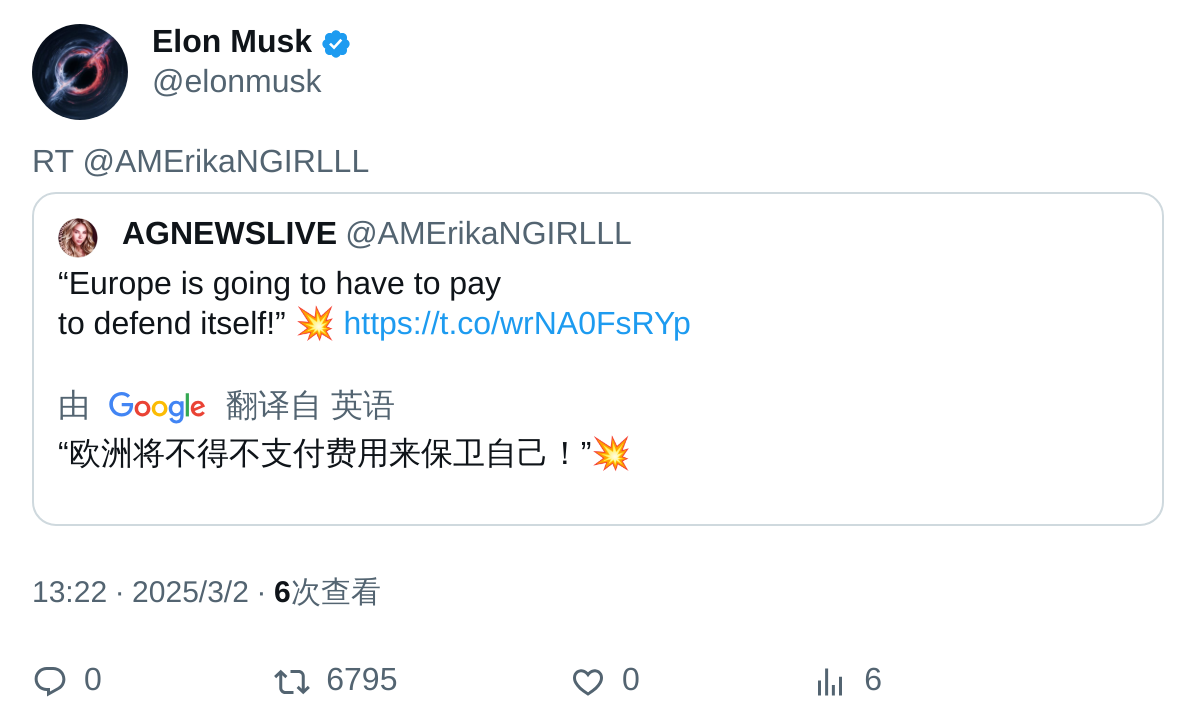 Elon Musk
@elonmusk
RT @AMErikaNGIRLLL
AGNEWSLIVE @AMErikaNGIRLLL
“Europe is going to have to pay
to defend itself!” 💥 https://t.co/wrNA0FsRYp
由 Google 翻译自 英语
“欧洲将不得不支付费用来保卫自己！”💥
13:22 · 2025/3/2 · 6次查看
0 6795 0 6